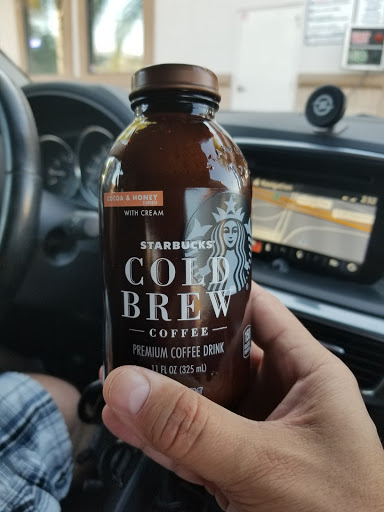 COCOA & HONEY
WITH CREAM
STARBUCKS
COLD
BREW
COFFEE
PREMIUM COFFEE DRINK
11 FL OZ (325 mL)